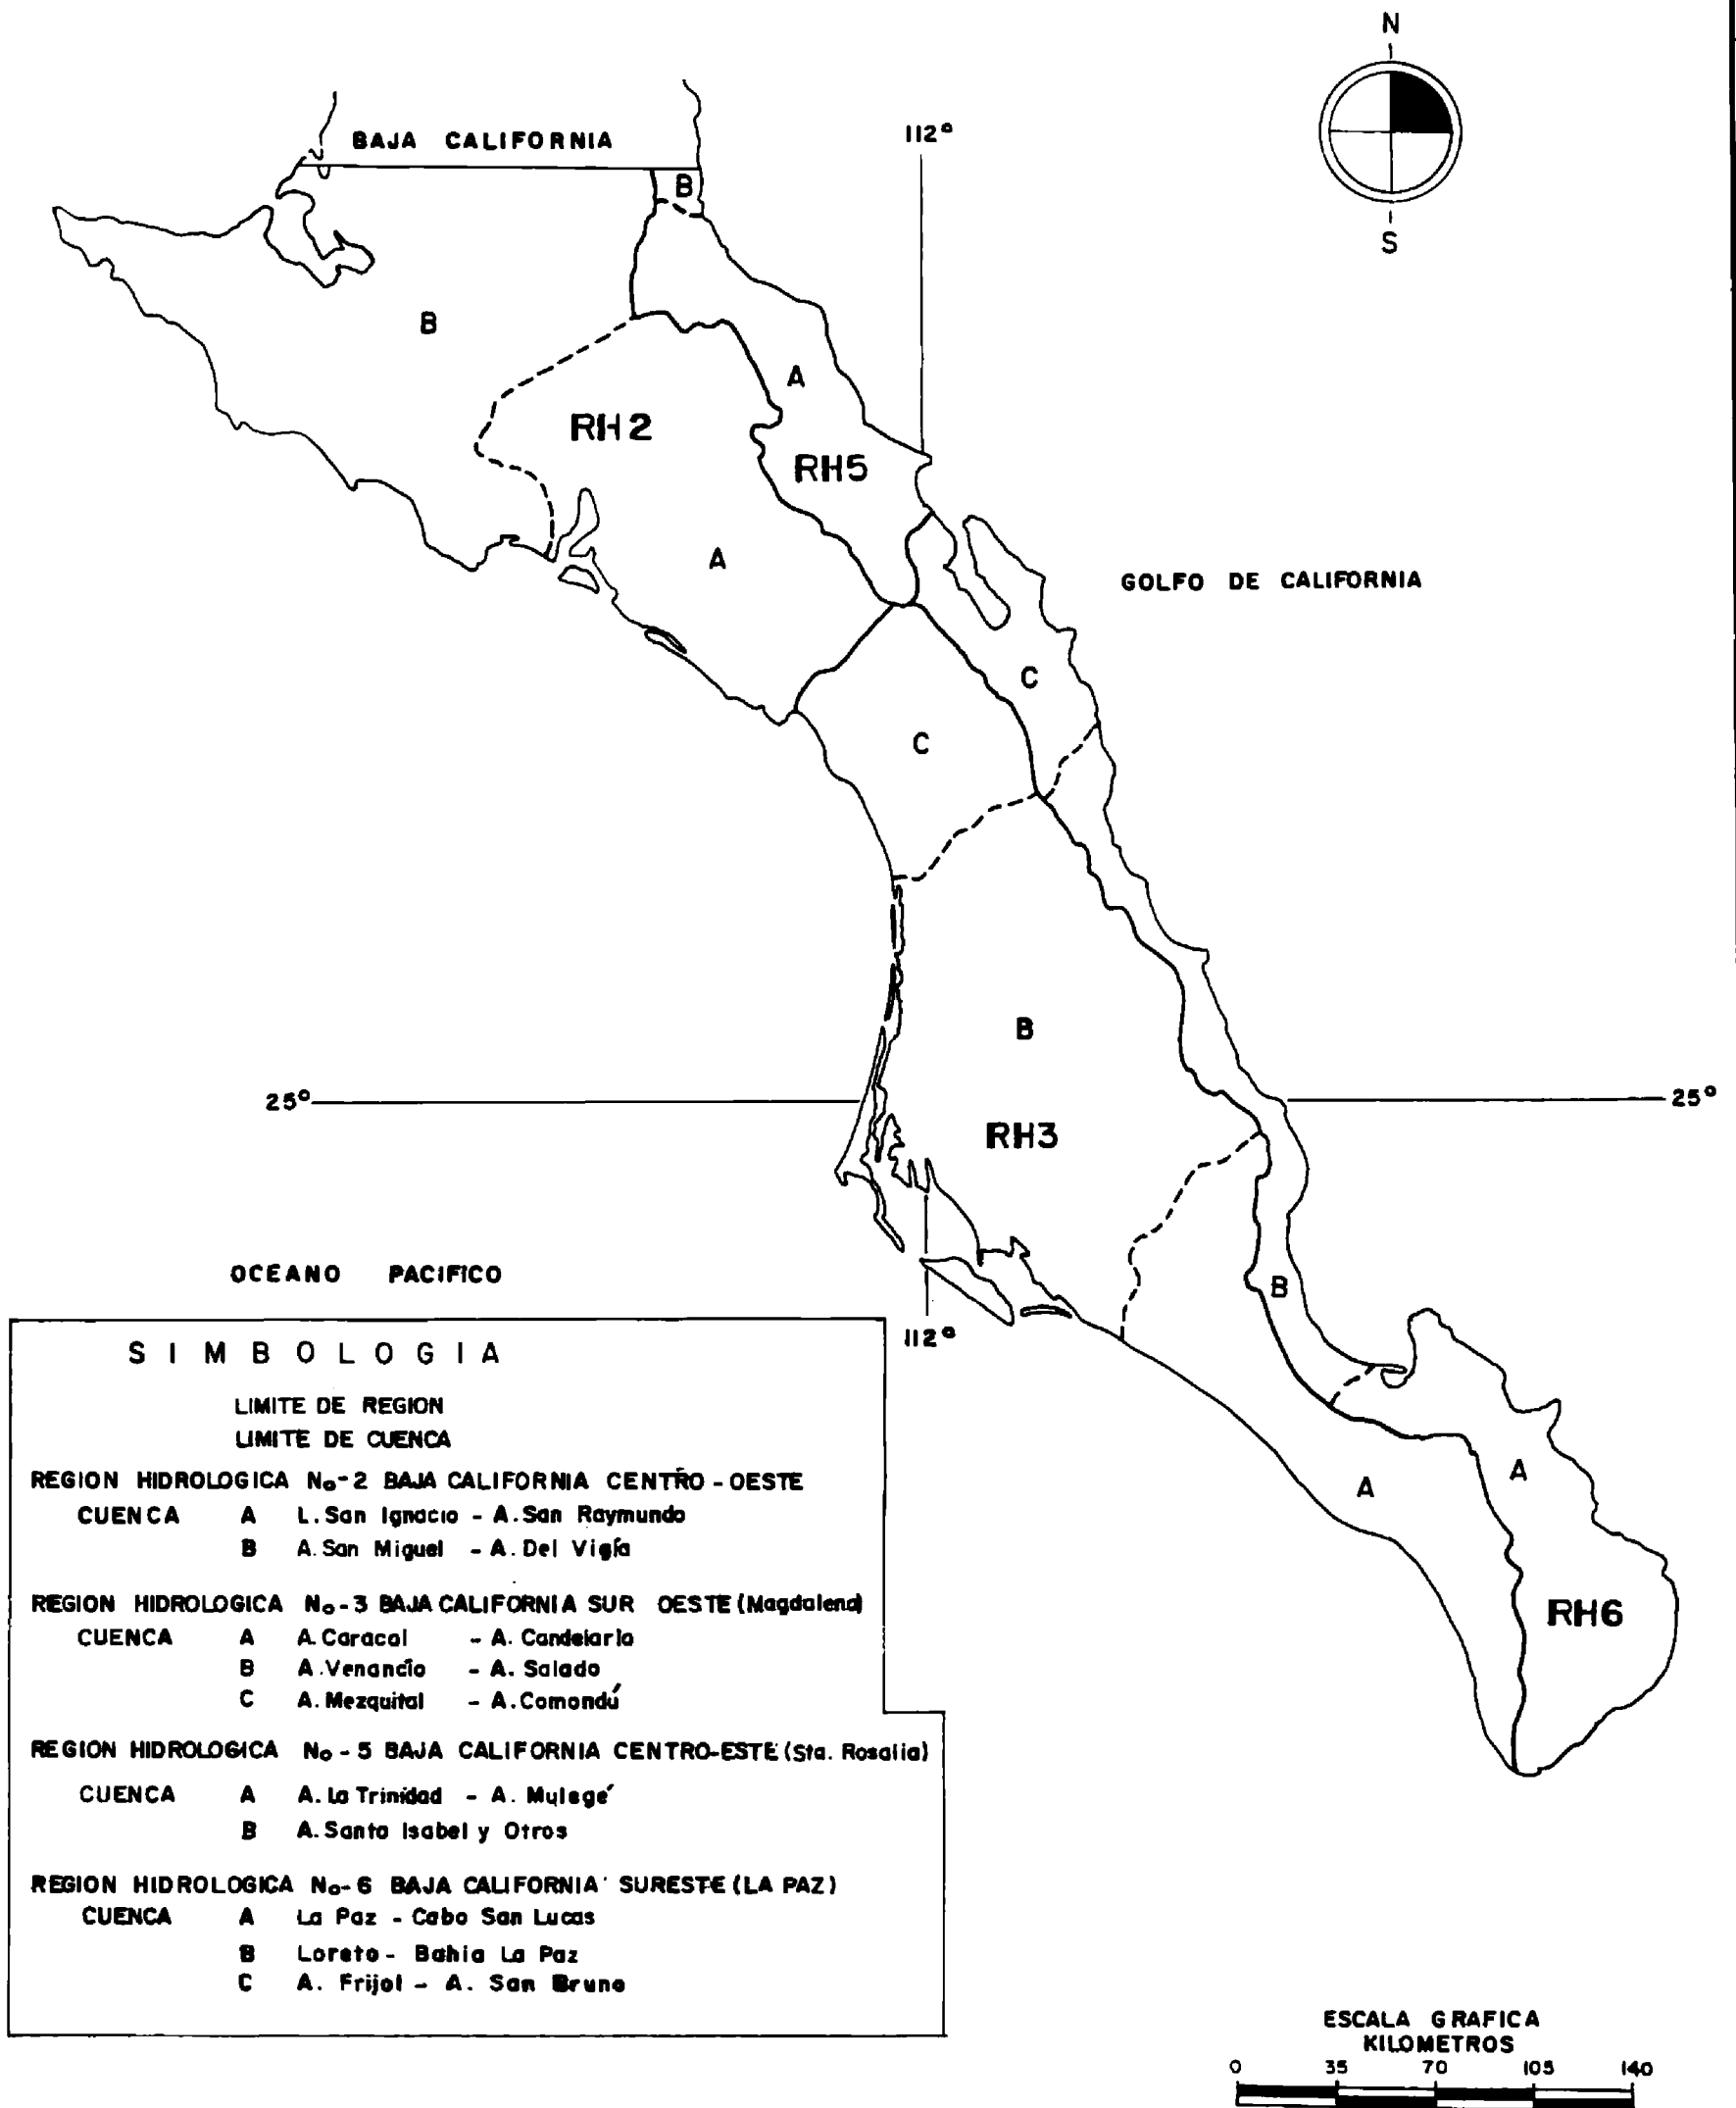 N
S
BAJA CALIFORNIA
112°
B
B
A
RH2
RH5
A
GOLFO DE CALIFORNIA
C
C
B
25°
25°
RH3
OCEANO PACIFICO
B
112°
A
A
RH6
SIMBOLOGIA
LIMITE DE REGION
LIMITE DE CUENCA
REGION HIDROLOGICA No-2 BAJA CALIFORNIA CENTRO - OESTE
CUENCA A L. San Ignacio - A. San Raymundo
B A. San Miguel - A. Del Vigía
REGION HIDROLOGICA No-3 BAJA CALIFORNIA SUR OESTE (Magdalena)
CUENCA A A. Caracol - A. Candelaria
B A. Venancio - A. Salado
C A. Mezquital - A. Comondú
REGION HIDROLOGICA No-5 BAJA CALIFORNIA CENTRO-ESTE (Sta. Rosalia)
CUENCA A A. La Trinidad - A. Mulegé
B A. Santa Isabel y Otros
REGION HIDROLOGICA No-6 BAJA CALIFORNIA SURESTE (LA PAZ)
CUENCA A La Paz - Cabo San Lucas
B Loreto - Bahia La Paz
C A. Frijol - A. San Bruno
ESCALA GRAFICA
KILOMETROS
0 35 70 105 140